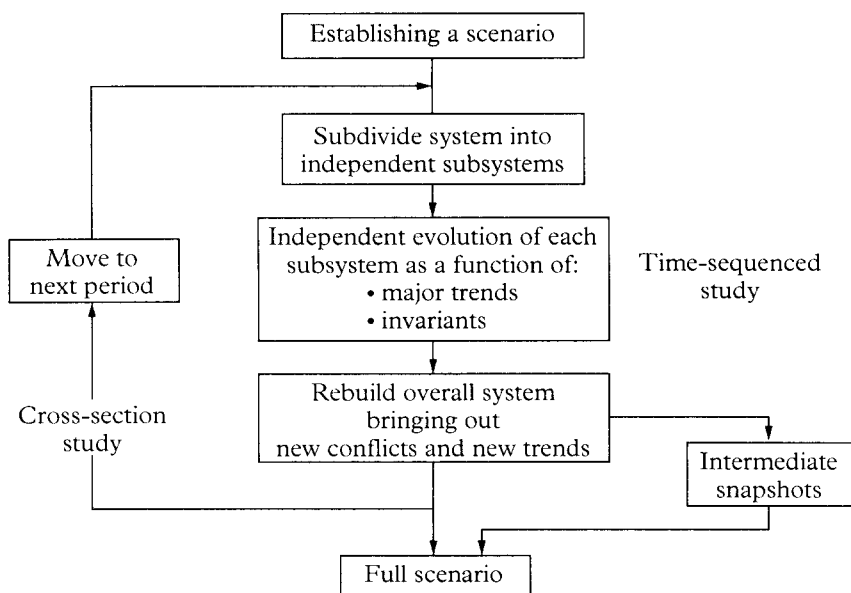 Establishing a scenario
Subdivide system into
independent subsystems
Independent evolution of each
subsystem as a function of:
• major trends
• invariants
Time-sequenced
study
Move to
next period
Rebuild overall system
bringing out
new conflicts and new trends
Cross-section
study
Intermediate
snapshots
Full scenario